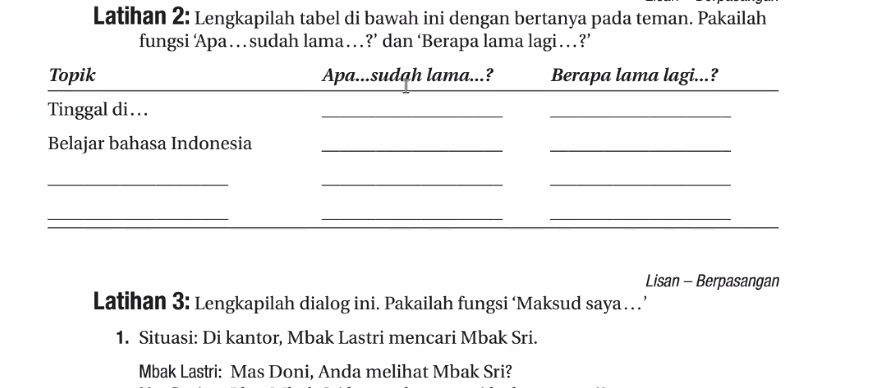 Latihan 2: Lengkapilah tabel di bawah ini dengan bertanya pada teman. Pakailah
fungsi ‘Apa…sudah lama…?’ dan ‘Berapa lama lagi…?’
Topik Apa...sudah lama...? Berapa lama lagi...?
Tinggal di…
Belajar bahasa Indonesia
Lisan – Berpasangan
Latihan 3: Lengkapilah dialog ini. Pakailah fungsi ‘Maksud saya…’
1. Situasi: Di kantor, Mbak Lastri mencari Mbak Sri.
Mbak Lastri: Mas Doni, Anda melihat Mbak Sri?